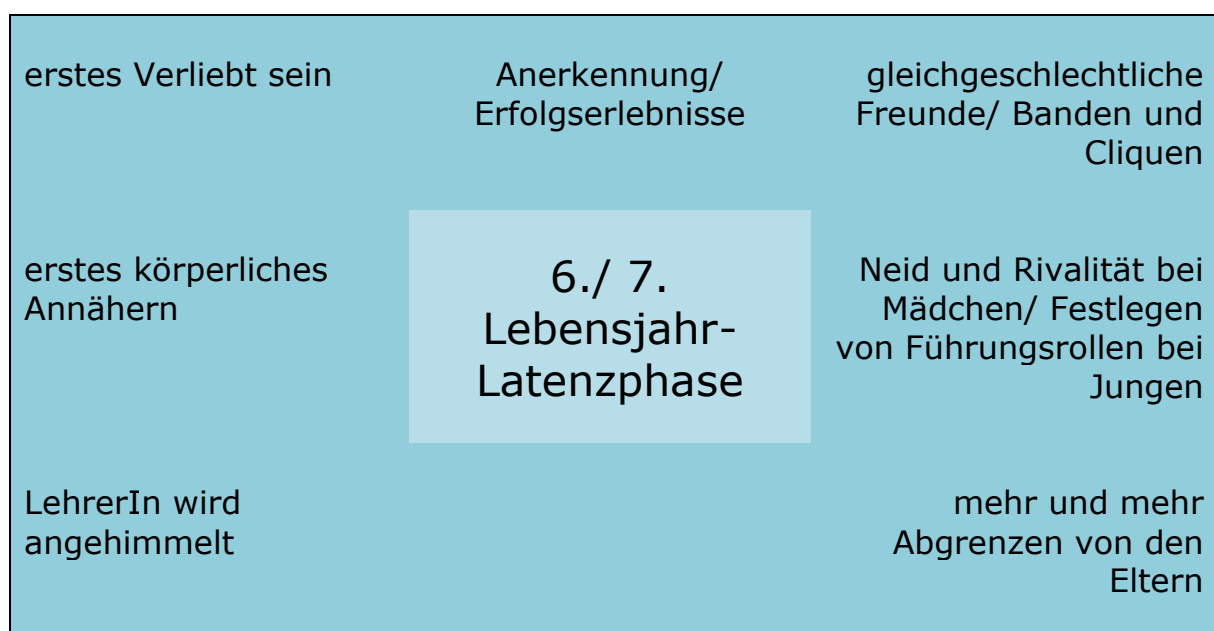 erstes Verliebt sein
Anerkennung/
Erfolgserlebnisse
gleichgeschlechtliche
Freunde/ Banden und
Cliquen
erstes körperliches
Annähern
6./ 7.
Lebensjahr-
Latenzphase
Neid und Rivalität bei
Mädchen/ Festlegen
von Führungsrollen bei
Jungen
LehrerIn wird
angehimmelt
mehr und mehr
Abgrenzen von den
Eltern